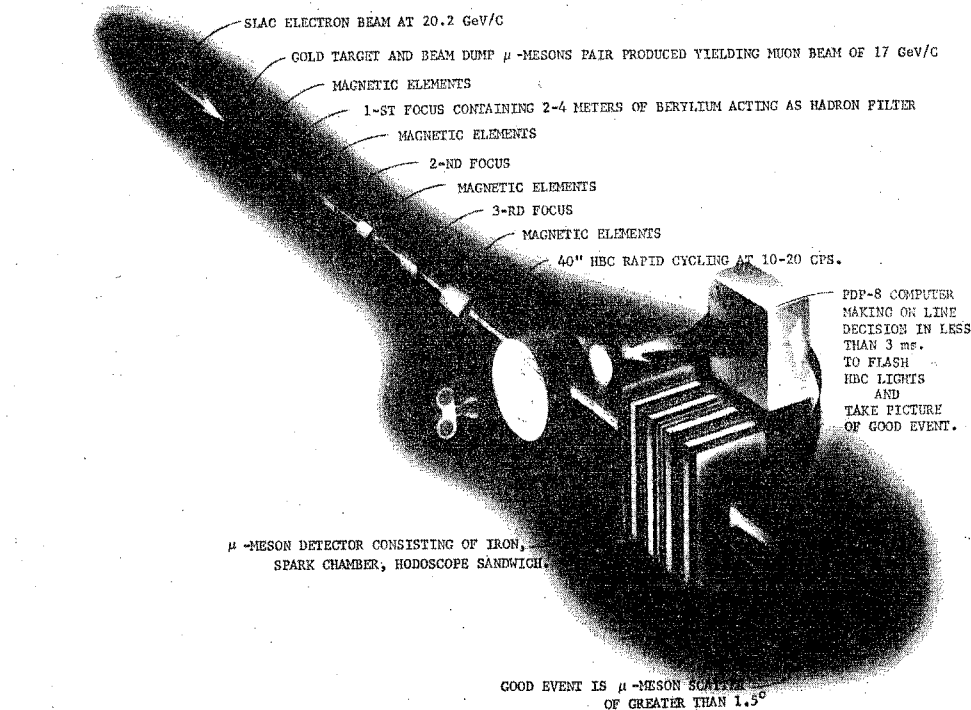 SLAC ELECTRON BEAM AT 20.2 GeV/C
GOLD TARGET AND BEAM DUMP μ-MESONS PAIR PRODUCED YIELDING MUON BEAM OF 17 GeV/C
MAGNETIC ELEMENTS
1-ST FOCUS CONTAINING 2-4 METERS OF BERYLIUM ACTING AS HADRON FILTER
MAGNETIC ELEMENTS
2-ND FOCUS
MAGNETIC ELEMENTS
3-RD FOCUS
MAGNETIC ELEMENTS
40" HBC RAPID CYCLING AT 10-20 CPS.
PDP-8 COMPUTER
MAKING ON LINE
DECISION IN LESS
THAN 3 ms.
TO FLASH
HBC LIGHTS
AND
TAKE PICTURE
OF GOOD EVENT.
μ-MESON DETECTOR CONSISTING OF IRON,
SPARK CHAMBER, HODOSCOPE SANDWICH.
GOOD EVENT IS μ-MESON SCATTER
OF GREATER THAN 1.5°